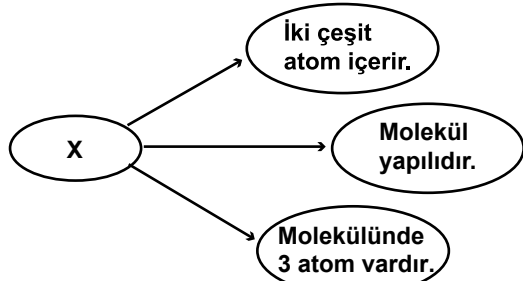 İki çeşit
atom içerir.
X
Molekül
yapılıdır.
Molekülünde
3 atom vardır.